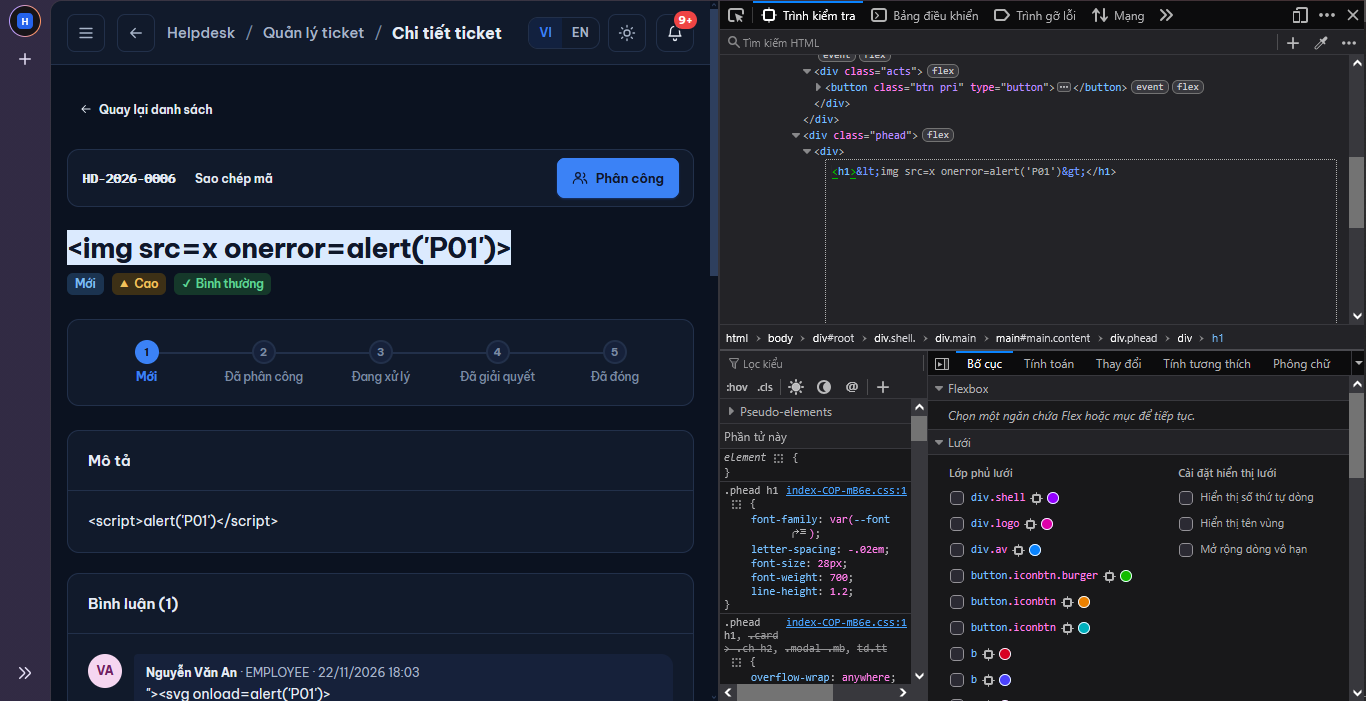 H
Helpdesk / Quản lý ticket / Chi tiết ticket
VI EN
9+
← Quay lại danh sách
HD-2026-0006 Sao chép mã
Phân công
<img src=x onerror=alert('P01')>
Mới ▲ Cao ✓ Bình thường
1 2 3 4 5
Mới Đã phân công Đang xử lý Đã giải quyết Đã đóng
Mô tả
<script>alert('P01')</script>
Bình luận (1)
VA
Nguyễn Văn An · EMPLOYEE · 22/11/2026 18:03
"><svg onload=alert('P01')>
Trình kiểm tra Bảng điều khiển Trình gỡ lỗi Mạng
Tìm kiếm HTML
event flex
<div class="acts"> flex
<button class="btn pri" type="button">…</button> event flex
</div>
</div>
<div class="phead"> flex
<div>
<h1>&lt;img src=x onerror=alert('P01')&gt;</h1>
html › body › div#root › div.shell. › div.main › main#main.content › div.phead › div › h1
Lọc kiểu
:hov .cls @ +
Pseudo-elements
Phần tử này
element {
}
.phead h1 index-COP-mB6e.css:1
{
font-family: var(--font
);
letter-spacing: -.02em;
font-size: 28px;
font-weight: 700;
line-height: 1.2;
}
.phead index-COP-mB6e.css:1
h1, .card
> .ch h2, .modal .mb, td.tt
{
overflow-wrap: anywhere;
Bố cục Tính toán Thay đổi Tính tương thích Phông chữ
Flexbox
Chọn một ngăn chứa Flex hoặc mục để tiếp tục.
Lưới
Lớp phủ lưới
div.shell
div.logo
div.av
button.iconbtn.burger
button.iconbtn
button.iconbtn
b
b
Cài đặt hiển thị lưới
Hiển thị số thứ tự dòng
Hiển thị tên vùng
Mở rộng dòng vô hạn